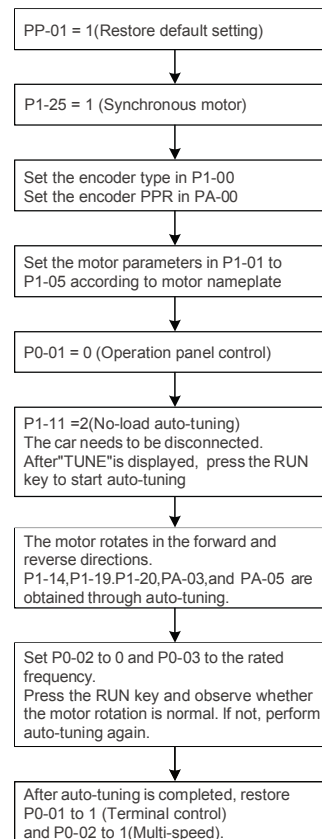 PP-01 = 1(Restore default setting)
P1-25 = 1 (Synchronous motor)
Set the encoder type in P1-00
Set the encoder PPR in PA-00
Set the motor parameters in P1-01 to
P1-05 according to motor nameplate
P0-01 = 0 (Operation panel control)
P1-11 =2(No-load auto-tuning)
The car needs to be disconnected.
After"TUNE"is displayed, press the RUN
key to start auto-tuning
The motor rotates in the forward and
reverse directions.
P1-14,P1-19.P1-20,PA-03,and PA-05 are
obtained through auto-tuning.
Set P0-02 to 0 and P0-03 to the rated
frequency.
Press the RUN key and observe whether
the motor rotation is normal. If not, perform
auto-tuning again.
After auto-tuning is completed, restore
P0-01 to 1 (Terminal control)
and P0-02 to 1(Multi-speed).